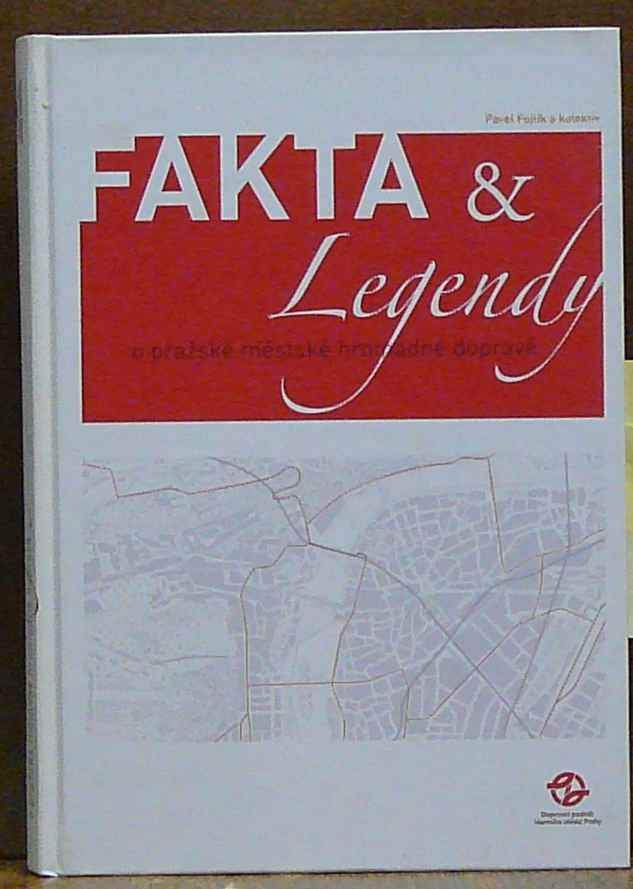 Pavel Fojtík a kolektiv
FAKTA &
Legendy
o pražské městské hromadné dopravě
Dopravní podnik
hlavního města Prahy